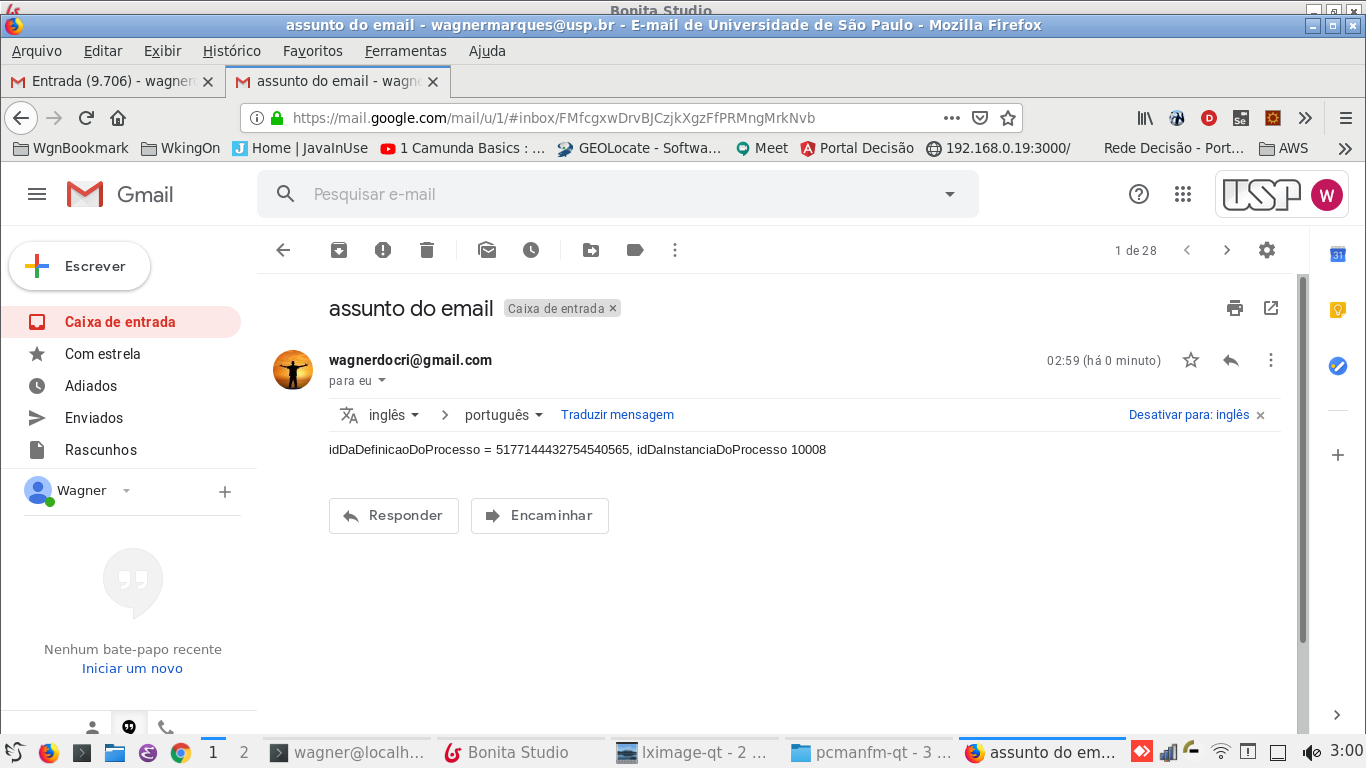 Bonita Studio
assunto do email - wagnermarques@usp.br - E-mail de Universidade de São Paulo - Mozilla Firefox
Arquivo Editar Exibir Histórico Favoritos Ferramentas Ajuda
Entrada (9.706) - wagner assunto do email - wagne
https://mail.google.com/mail/u/1/#inbox/FMfcgxwDrvBJCzjkXgzFfPRMngMrkNvb
WgnBookmark WkingOn Home | JavaInUse 1 Camunda Basics : … GEOLocate - Softwa… Meet Portal Decisão 192.168.0.19:3000/ Rede Decisão - Port… AWS
Gmail Pesquisar e-mail USP W
Escrever 1 de 28
31
assunto do email Caixa de entrada ×
Caixa de entrada
Com estrela
Adiados
Enviados
Rascunhos
Wagner
wagnerdocri@gmail.com 02:59 (há 0 minuto)
para eu
inglês > português Traduzir mensagem Desativar para: inglês ×
idDaDefinicaoDoProcesso = 5177144432754540565, idDaInstanciaDoProcesso 10008
Responder Encaminhar
Nenhum bate-papo recente
Iniciar um novo
1 2 wagner@localh… Bonita Studio lximage-qt - 2 … pcmanfm-qt - 3 … assunto do em… 3:00